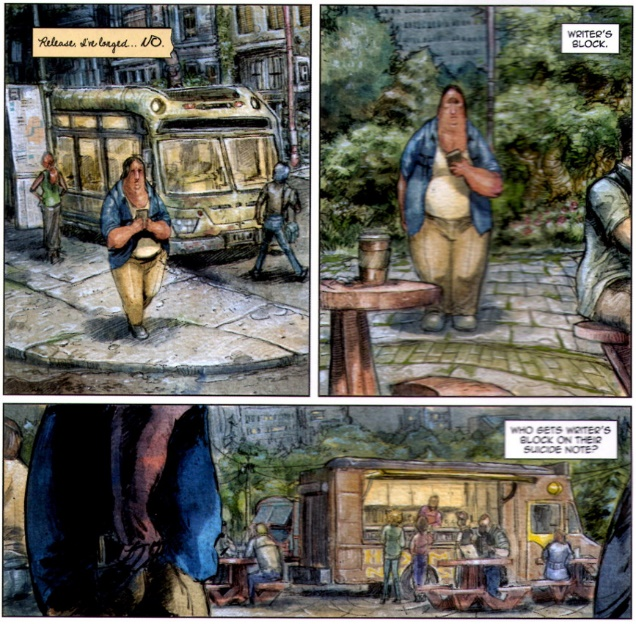 Release. I've longed... NO.
WRITER'S
BLOCK.
WHO GETS WRITER'S
BLOCK ON THEIR
SUICIDE NOTE?